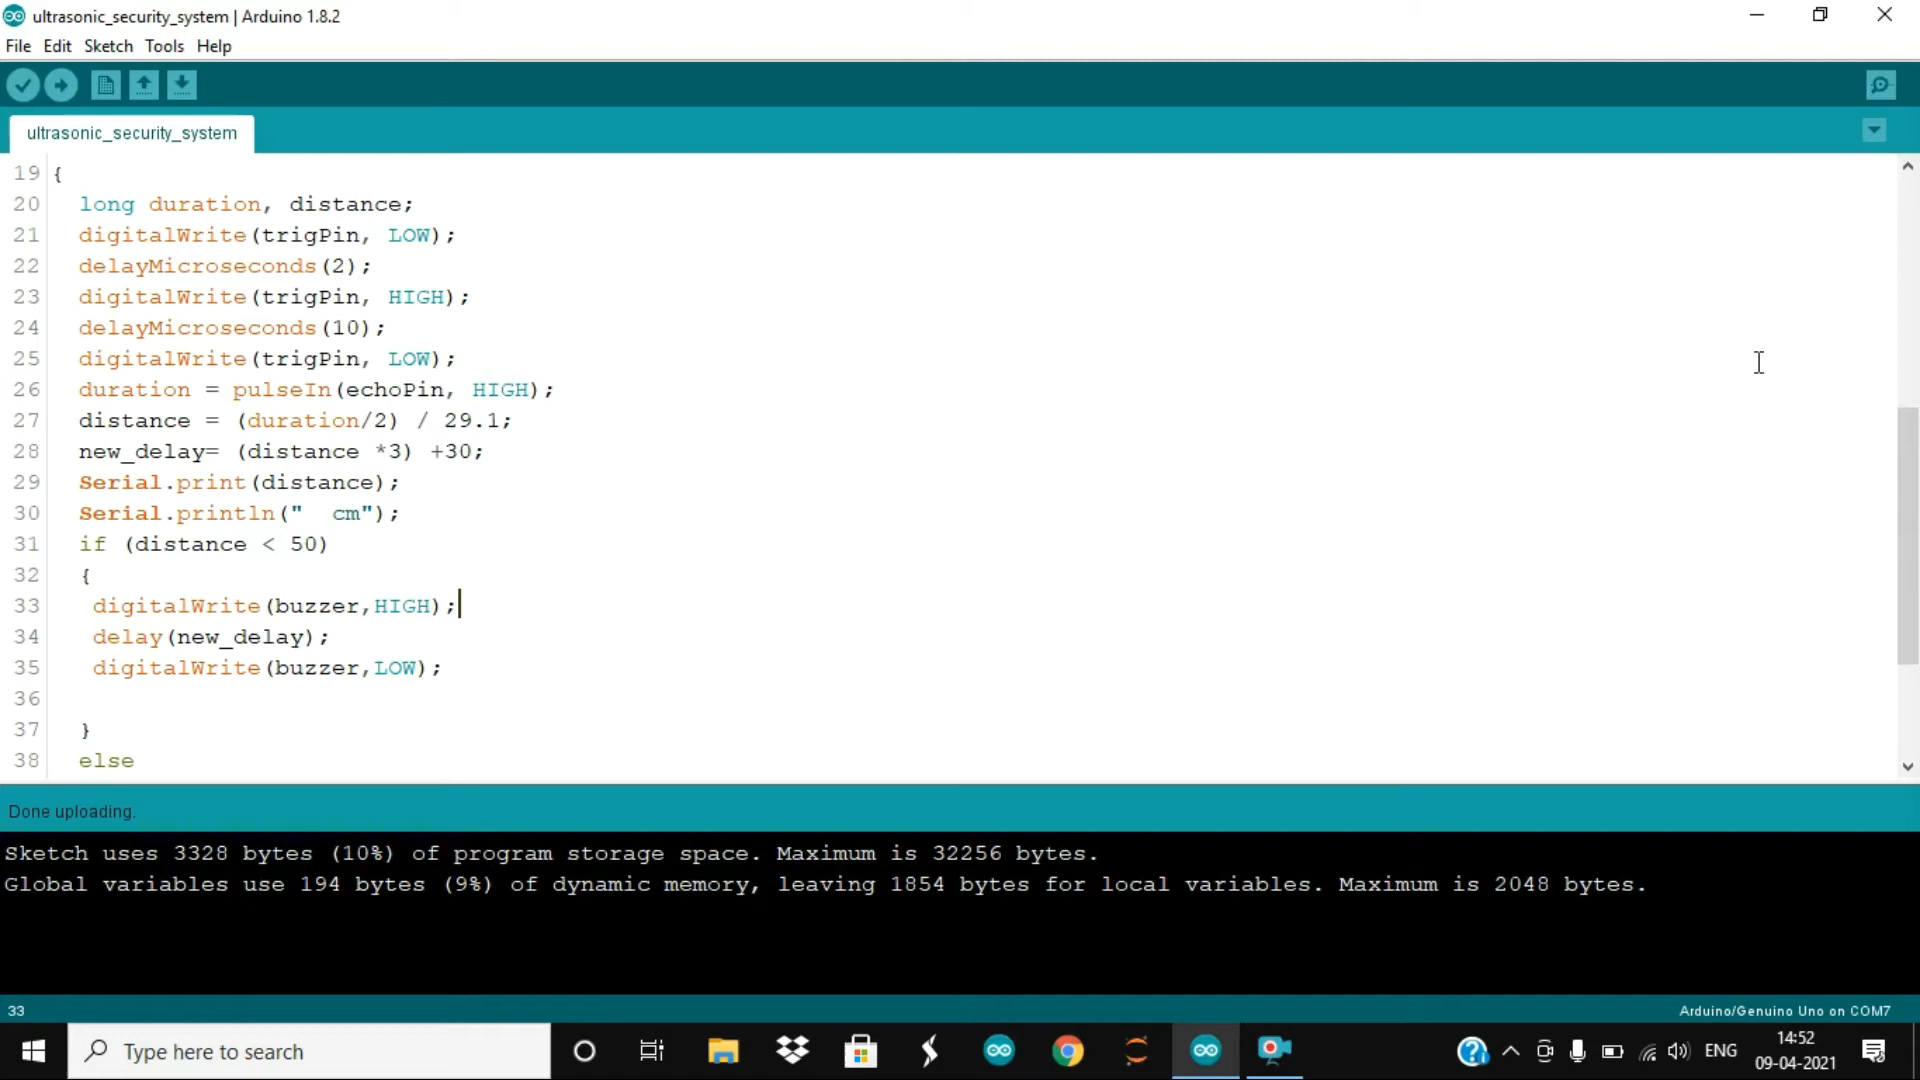 ultrasonic_security_system | Arduino 1.8.2
File Edit Sketch Tools Help
ultrasonic_security_system
19 {
20 long duration, distance;
21 digitalWrite(trigPin, LOW);
22 delayMicroseconds(2);
23 digitalWrite(trigPin, HIGH);
24 delayMicroseconds(10);
25 digitalWrite(trigPin, LOW);
26 duration = pulseIn(echoPin, HIGH);
27 distance = (duration/2) / 29.1;
28 new_delay= (distance *3) +30;
29 Serial.print(distance);
30 Serial.println("  cm");
31 if (distance < 50)
32 {
33 digitalWrite(buzzer,HIGH);
34 delay(new_delay);
35 digitalWrite(buzzer,LOW);
36
37 }
38 else
Done uploading.
Sketch uses 3328 bytes (10%) of program storage space. Maximum is 32256 bytes.
Global variables use 194 bytes (9%) of dynamic memory, leaving 1854 bytes for local variables. Maximum is 2048 bytes.
33 Arduino/Genuino Uno on COM7
Type here to search
ENG
14:52
09-04-2021